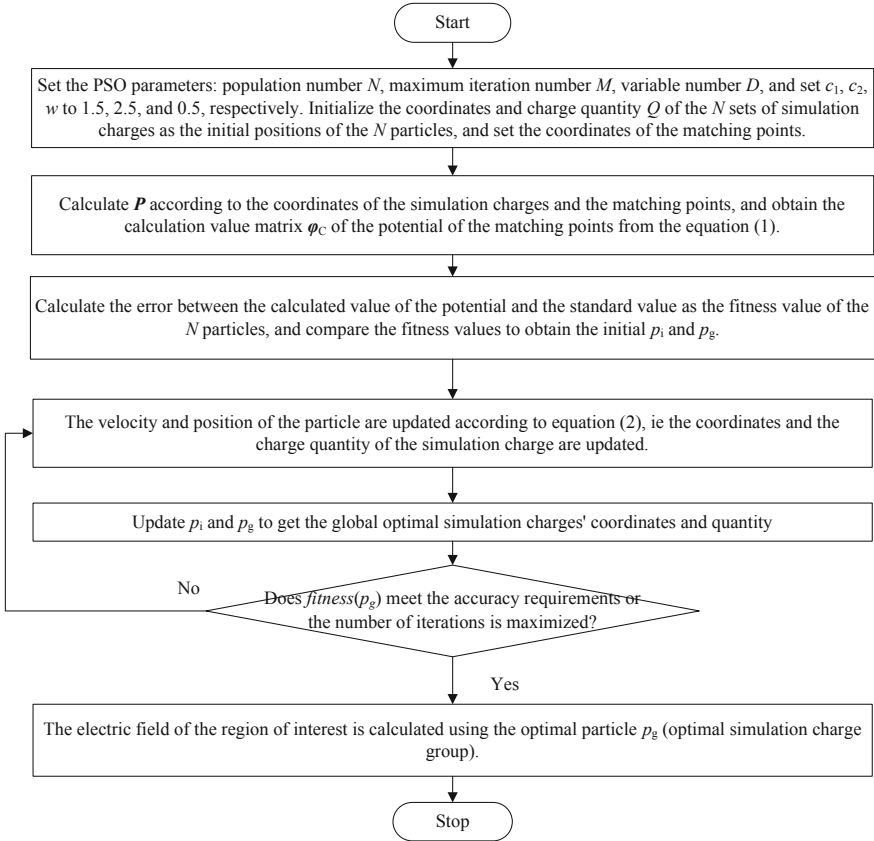 Start
Set the PSO parameters: population number N, maximum iteration number M, variable number D, and set c₁, c₂,
w to 1.5, 2.5, and 0.5, respectively. Initialize the coordinates and charge quantity Q of the N sets of simulation
charges as the initial positions of the N particles, and set the coordinates of the matching points.
Calculate P according to the coordinates of the simulation charges and the matching points, and obtain the
calculation value matrix φ_C of the potential of the matching points from the equation (1).
Calculate the error between the calculated value of the potential and the standard value as the fitness value of the
N particles, and compare the fitness values to obtain the initial p_i and p_g.
The velocity and position of the particle are updated according to equation (2), ie the coordinates and the
charge quantity of the simulation charge are updated.
Update p_i and p_g to get the global optimal simulation charges' coordinates and quantity
No
Does fitness(p_g) meet the accuracy requirements or
the number of iterations is maximized?
Yes
The electric field of the region of interest is calculated using the optimal particle p_g (optimal simulation charge
group).
Stop